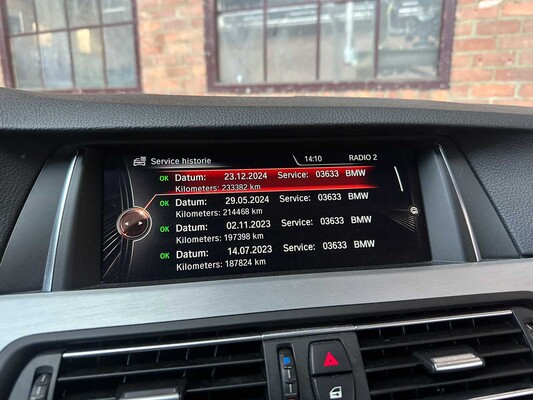 Service historie 14:10 RADIO 2
OK Datum: 23.12.2024 Service: 03633 BMW
Kilometers: 233382 km
OK Datum: 29.05.2024 Service: 03633 BMW
Kilometers: 214468 km
OK Datum: 02.11.2023 Service: 03633 BMW
Kilometers: 197398 km
OK Datum: 14.07.2023 Service: 03633 BMW
Kilometers: 187824 km